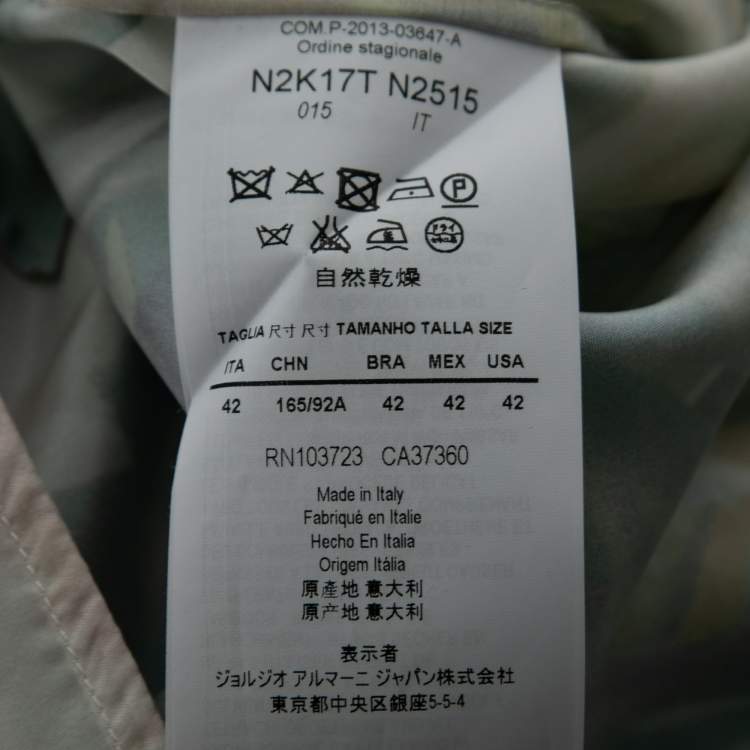 COM.P-2013-03647-A
Ordine stagionale
N2K17T N2515
015 IT
P
自然乾燥
TAGLIA 尺寸 尺寸 TAMANHO TALLA SIZE
ITA CHN BRA MEX USA
42 165/92A 42 42 42
RN103723 CA37360
Made in Italy
Fabriqué en Italie
Hecho En Italia
Origem Itália
原產地 意大利
原产地 意大利
表示者
ジョルジオ アルマーニ ジャパン株式会社
東京都中央区銀座5-5-4